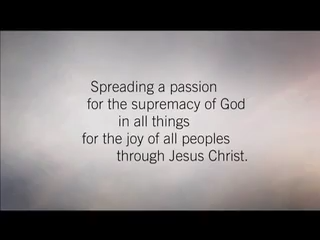 Spreading a passion
for the supremacy of God
in all things
for the joy of all peoples
through Jesus Christ.